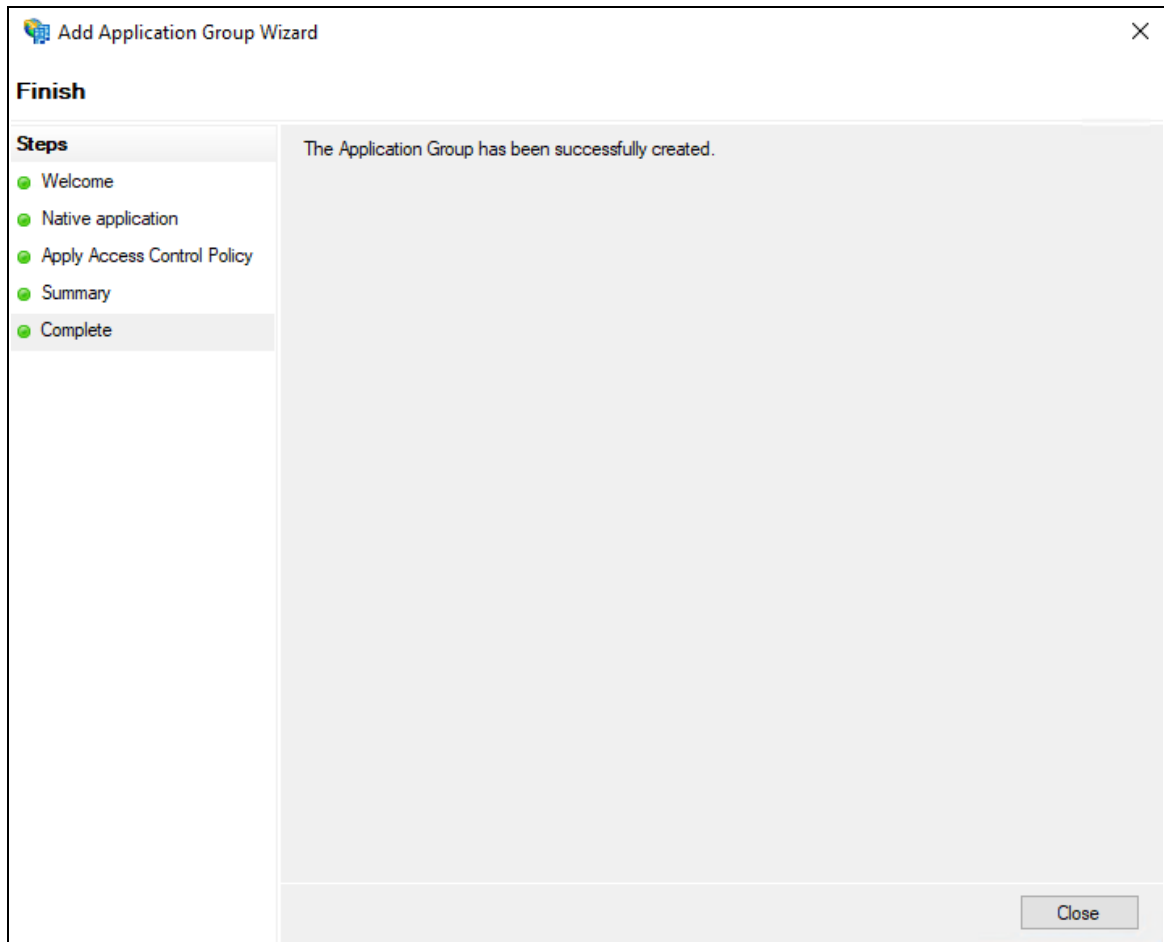 Add Application Group Wizard
Finish
Steps
Welcome
Native application
Apply Access Control Policy
Summary
Complete
The Application Group has been successfully created.
Close